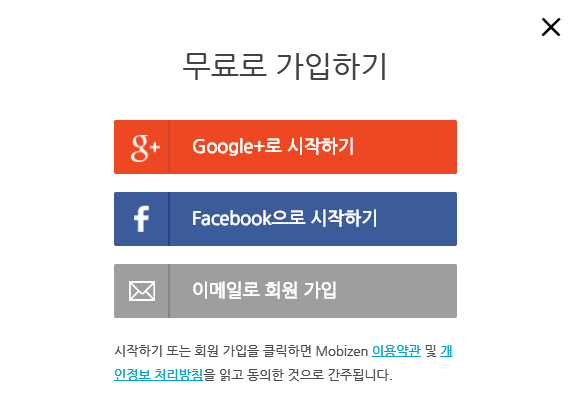 무료로 가입하기
g+ Google+로 시작하기
f Facebook으로 시작하기
이메일로 회원 가입
시작하기 또는 회원 가입을 클릭하면 Mobizen 이용약관 및 개
인정보 처리방침을 읽고 동의한 것으로 간주됩니다.